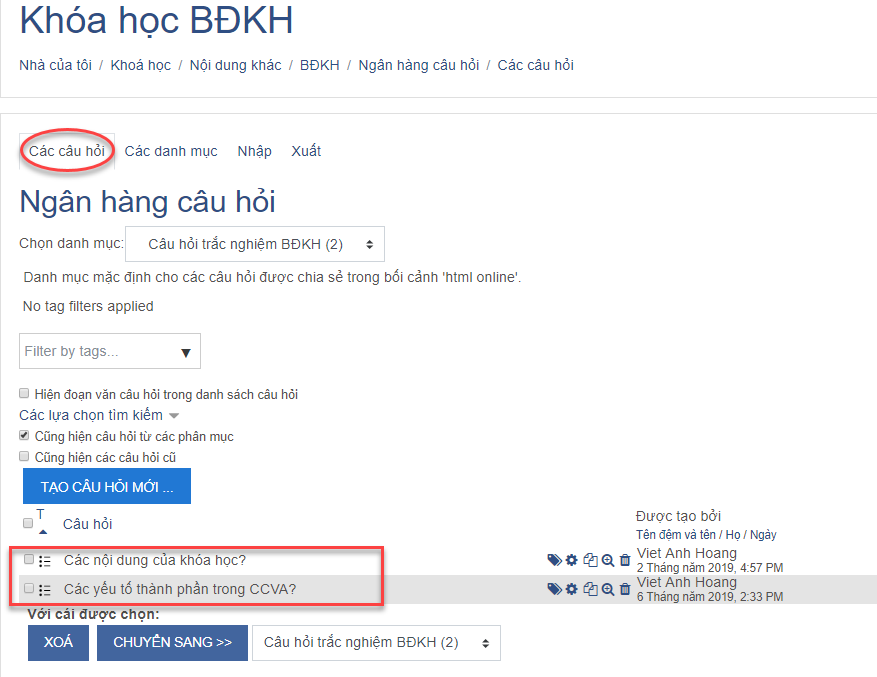 Khóa học BĐKH
Nhà của tôi / Khoá học / Nội dung khác / BĐKH / Ngân hàng câu hỏi / Các câu hỏi
Các câu hỏi Các danh mục Nhập Xuất
Ngân hàng câu hỏi
Chọn danh mục: Câu hỏi trắc nghiệm BĐKH (2)
Danh mục mặc định cho các câu hỏi được chia sẻ trong bối cảnh 'html online'.
No tag filters applied
Filter by tags...
Hiện đoạn văn câu hỏi trong danh sách câu hỏi
Các lựa chọn tìm kiếm
Cũng hiện câu hỏi từ các phân mục
Cũng hiện các câu hỏi cũ
TẠO CÂU HỎI MỚI ...
T Câu hỏi Được tạo bởi
Tên đệm và tên / Họ / Ngày
Các nội dung của khóa học? Viet Anh Hoang
2 Tháng năm 2019, 4:57 PM
Các yếu tố thành phần trong CCVA? Viet Anh Hoang
6 Tháng năm 2019, 2:33 PM
Với cái được chọn:
XOÁ CHUYỂN SANG >> Câu hỏi trắc nghiệm BĐKH (2)